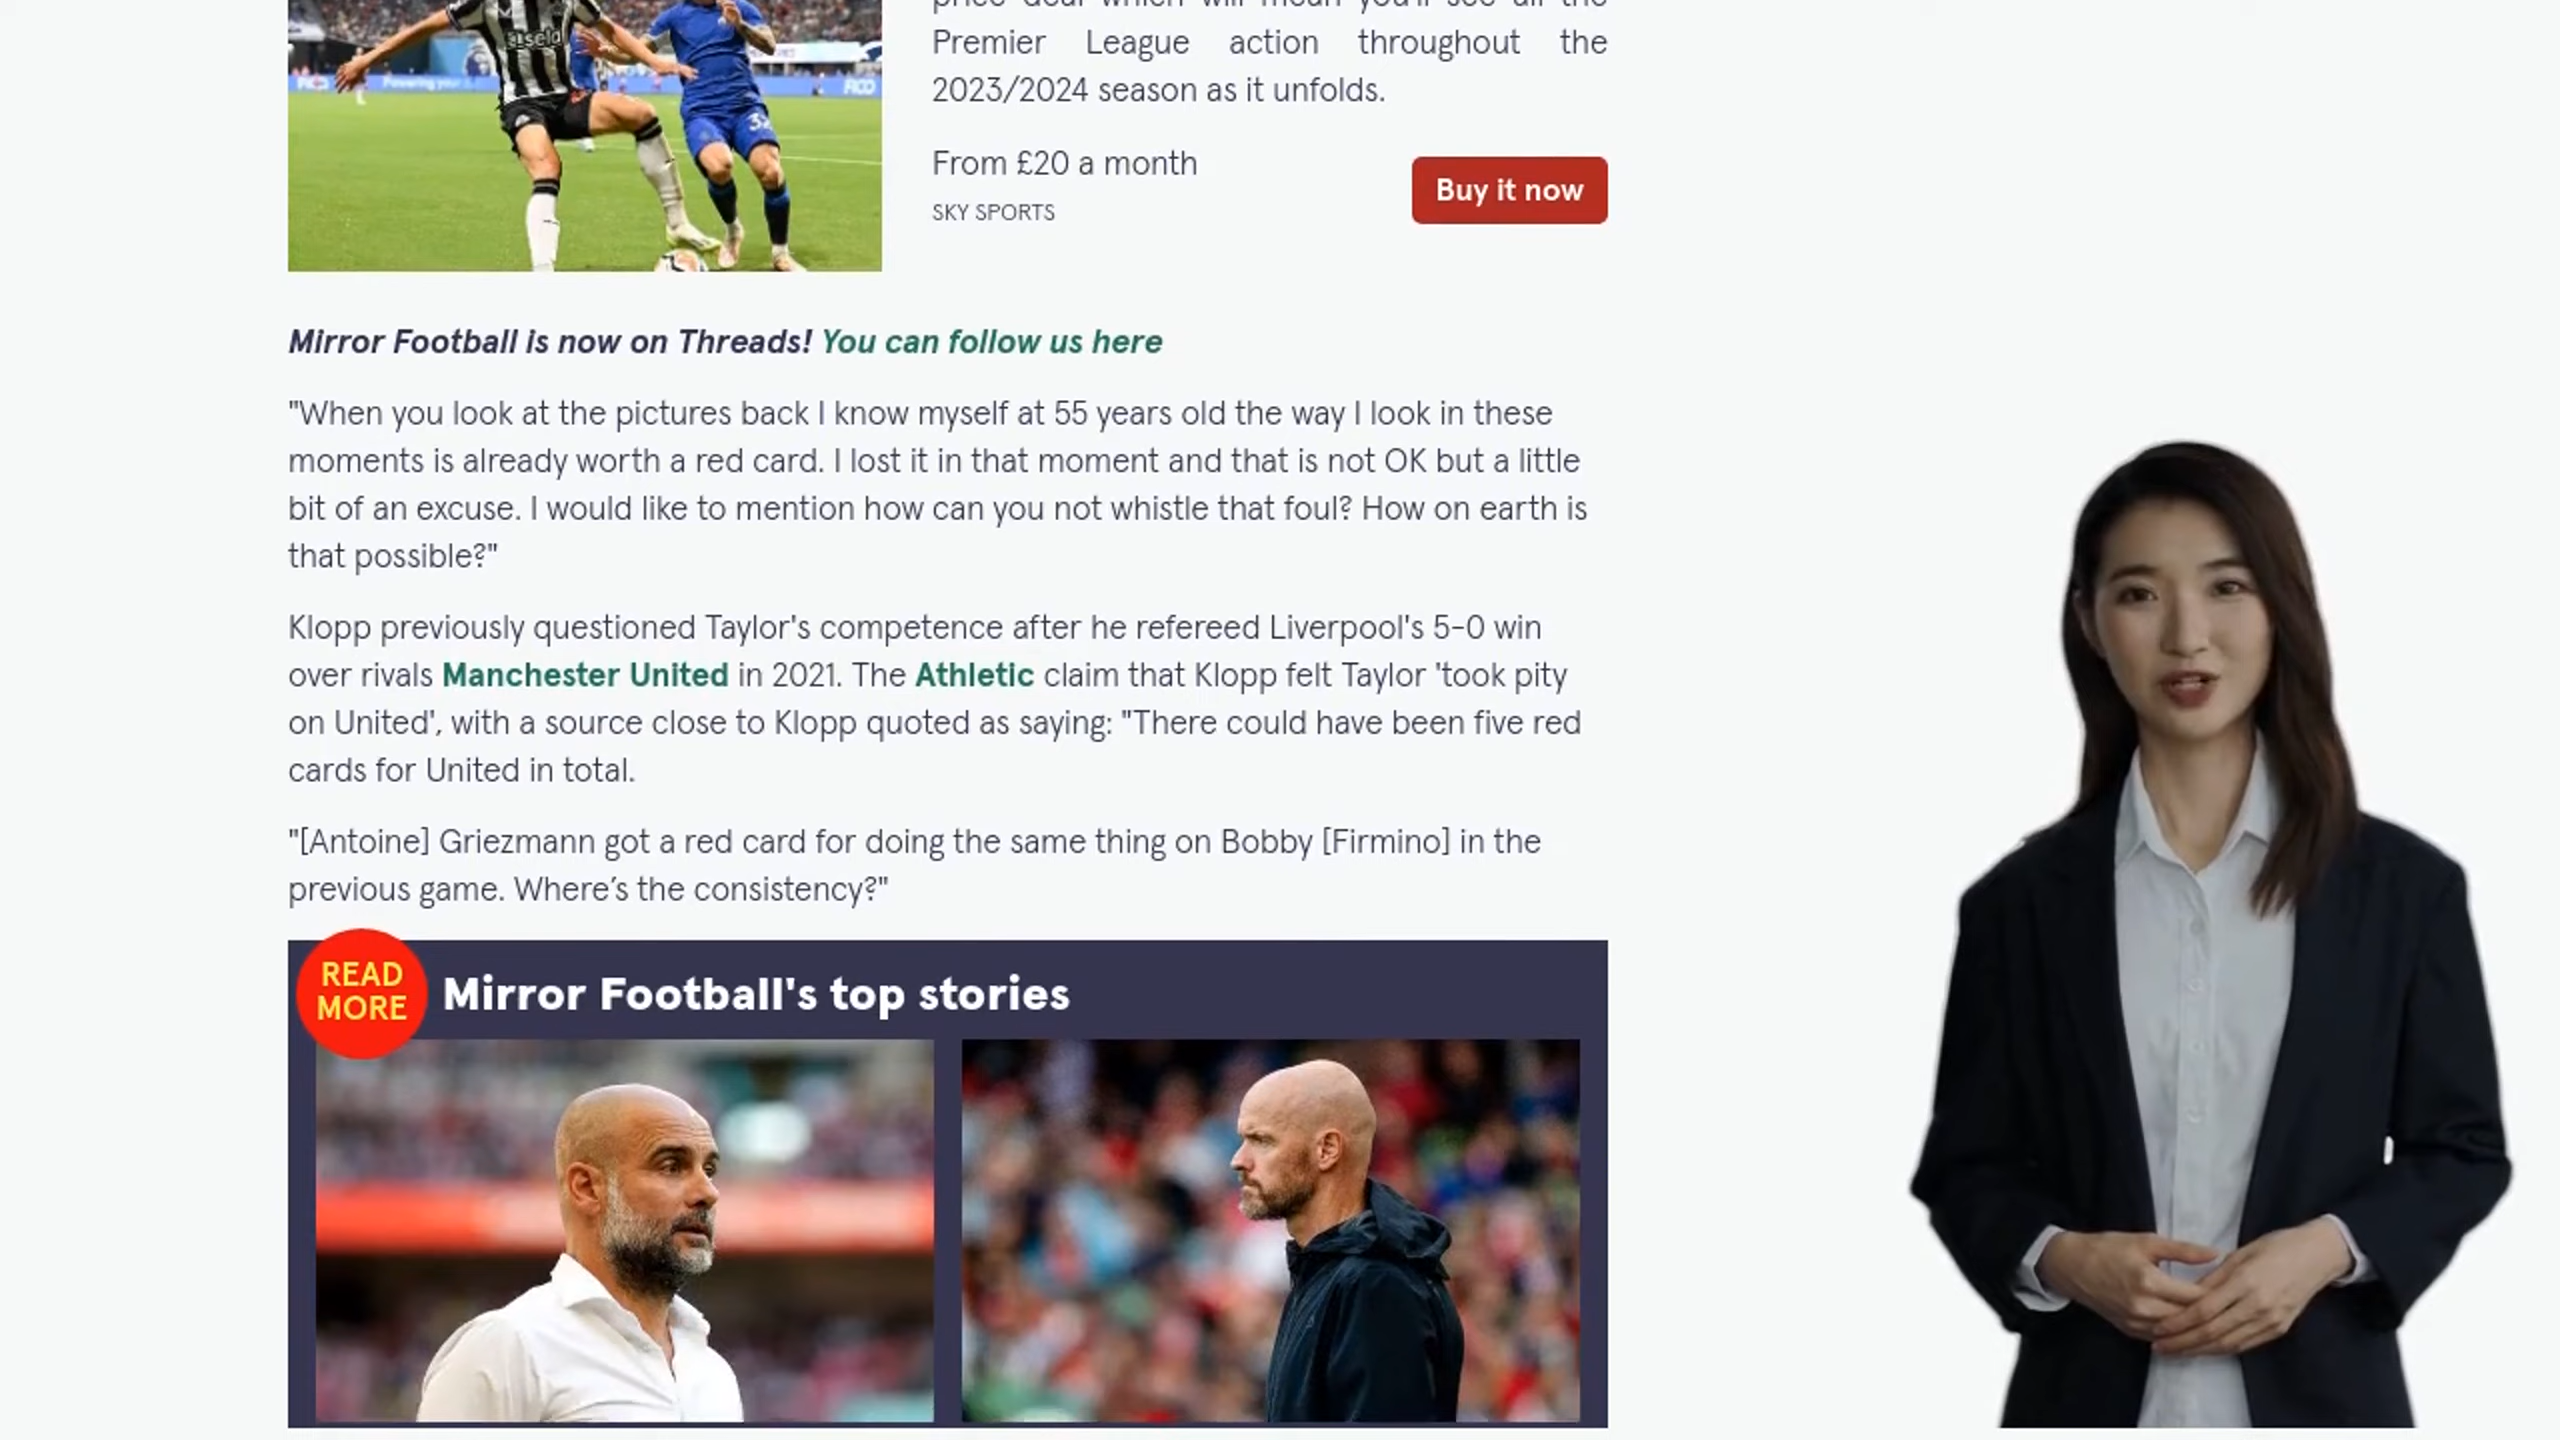 Premier League action throughout the
2023/2024 season as it unfolds.
From £20 a month
SKY SPORTS
Buy it now
Mirror Football is now on Threads! You can follow us here
"When you look at the pictures back I know myself at 55 years old the way I look in these
moments is already worth a red card. I lost it in that moment and that is not OK but a little
bit of an excuse. I would like to mention how can you not whistle that foul? How on earth is
that possible?"
Klopp previously questioned Taylor's competence after he refereed Liverpool's 5-0 win
over rivals Manchester United in 2021. The Athletic claim that Klopp felt Taylor 'took pity
on United', with a source close to Klopp quoted as saying: "There could have been five red
cards for United in total.
"[Antoine] Griezmann got a red card for doing the same thing on Bobby [Firmino] in the
previous game. Where’s the consistency?"
READ
MORE
Mirror Football's top stories